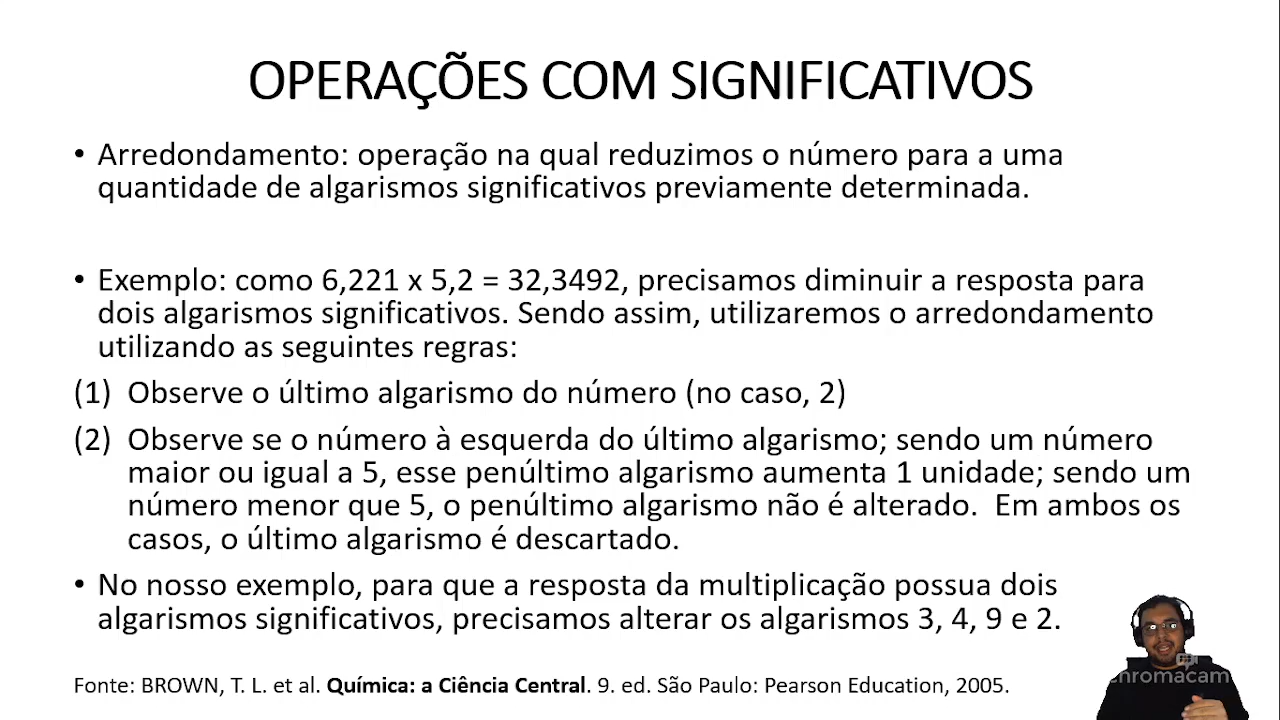 OPERAÇÕES COM SIGNIFICATIVOS
• Arredondamento: operação na qual reduzimos o número para a uma
quantidade de algarismos significativos previamente determinada.
• Exemplo: como 6,221 x 5,2 = 32,3492, precisamos diminuir a resposta para
dois algarismos significativos. Sendo assim, utilizaremos o arredondamento
utilizando as seguintes regras:
(1) Observe o último algarismo do número (no caso, 2)
(2) Observe se o número à esquerda do último algarismo; sendo um número
maior ou igual a 5, esse penúltimo algarismo aumenta 1 unidade; sendo um
número menor que 5, o penúltimo algarismo não é alterado. Em ambos os
casos, o último algarismo é descartado.
• No nosso exemplo, para que a resposta da multiplicação possua dois
algarismos significativos, precisamos alterar os algarismos 3, 4, 9 e 2.
chromacam
Fonte: BROWN, T. L. et al. Química: a Ciência Central. 9. ed. São Paulo: Pearson Education, 2005.